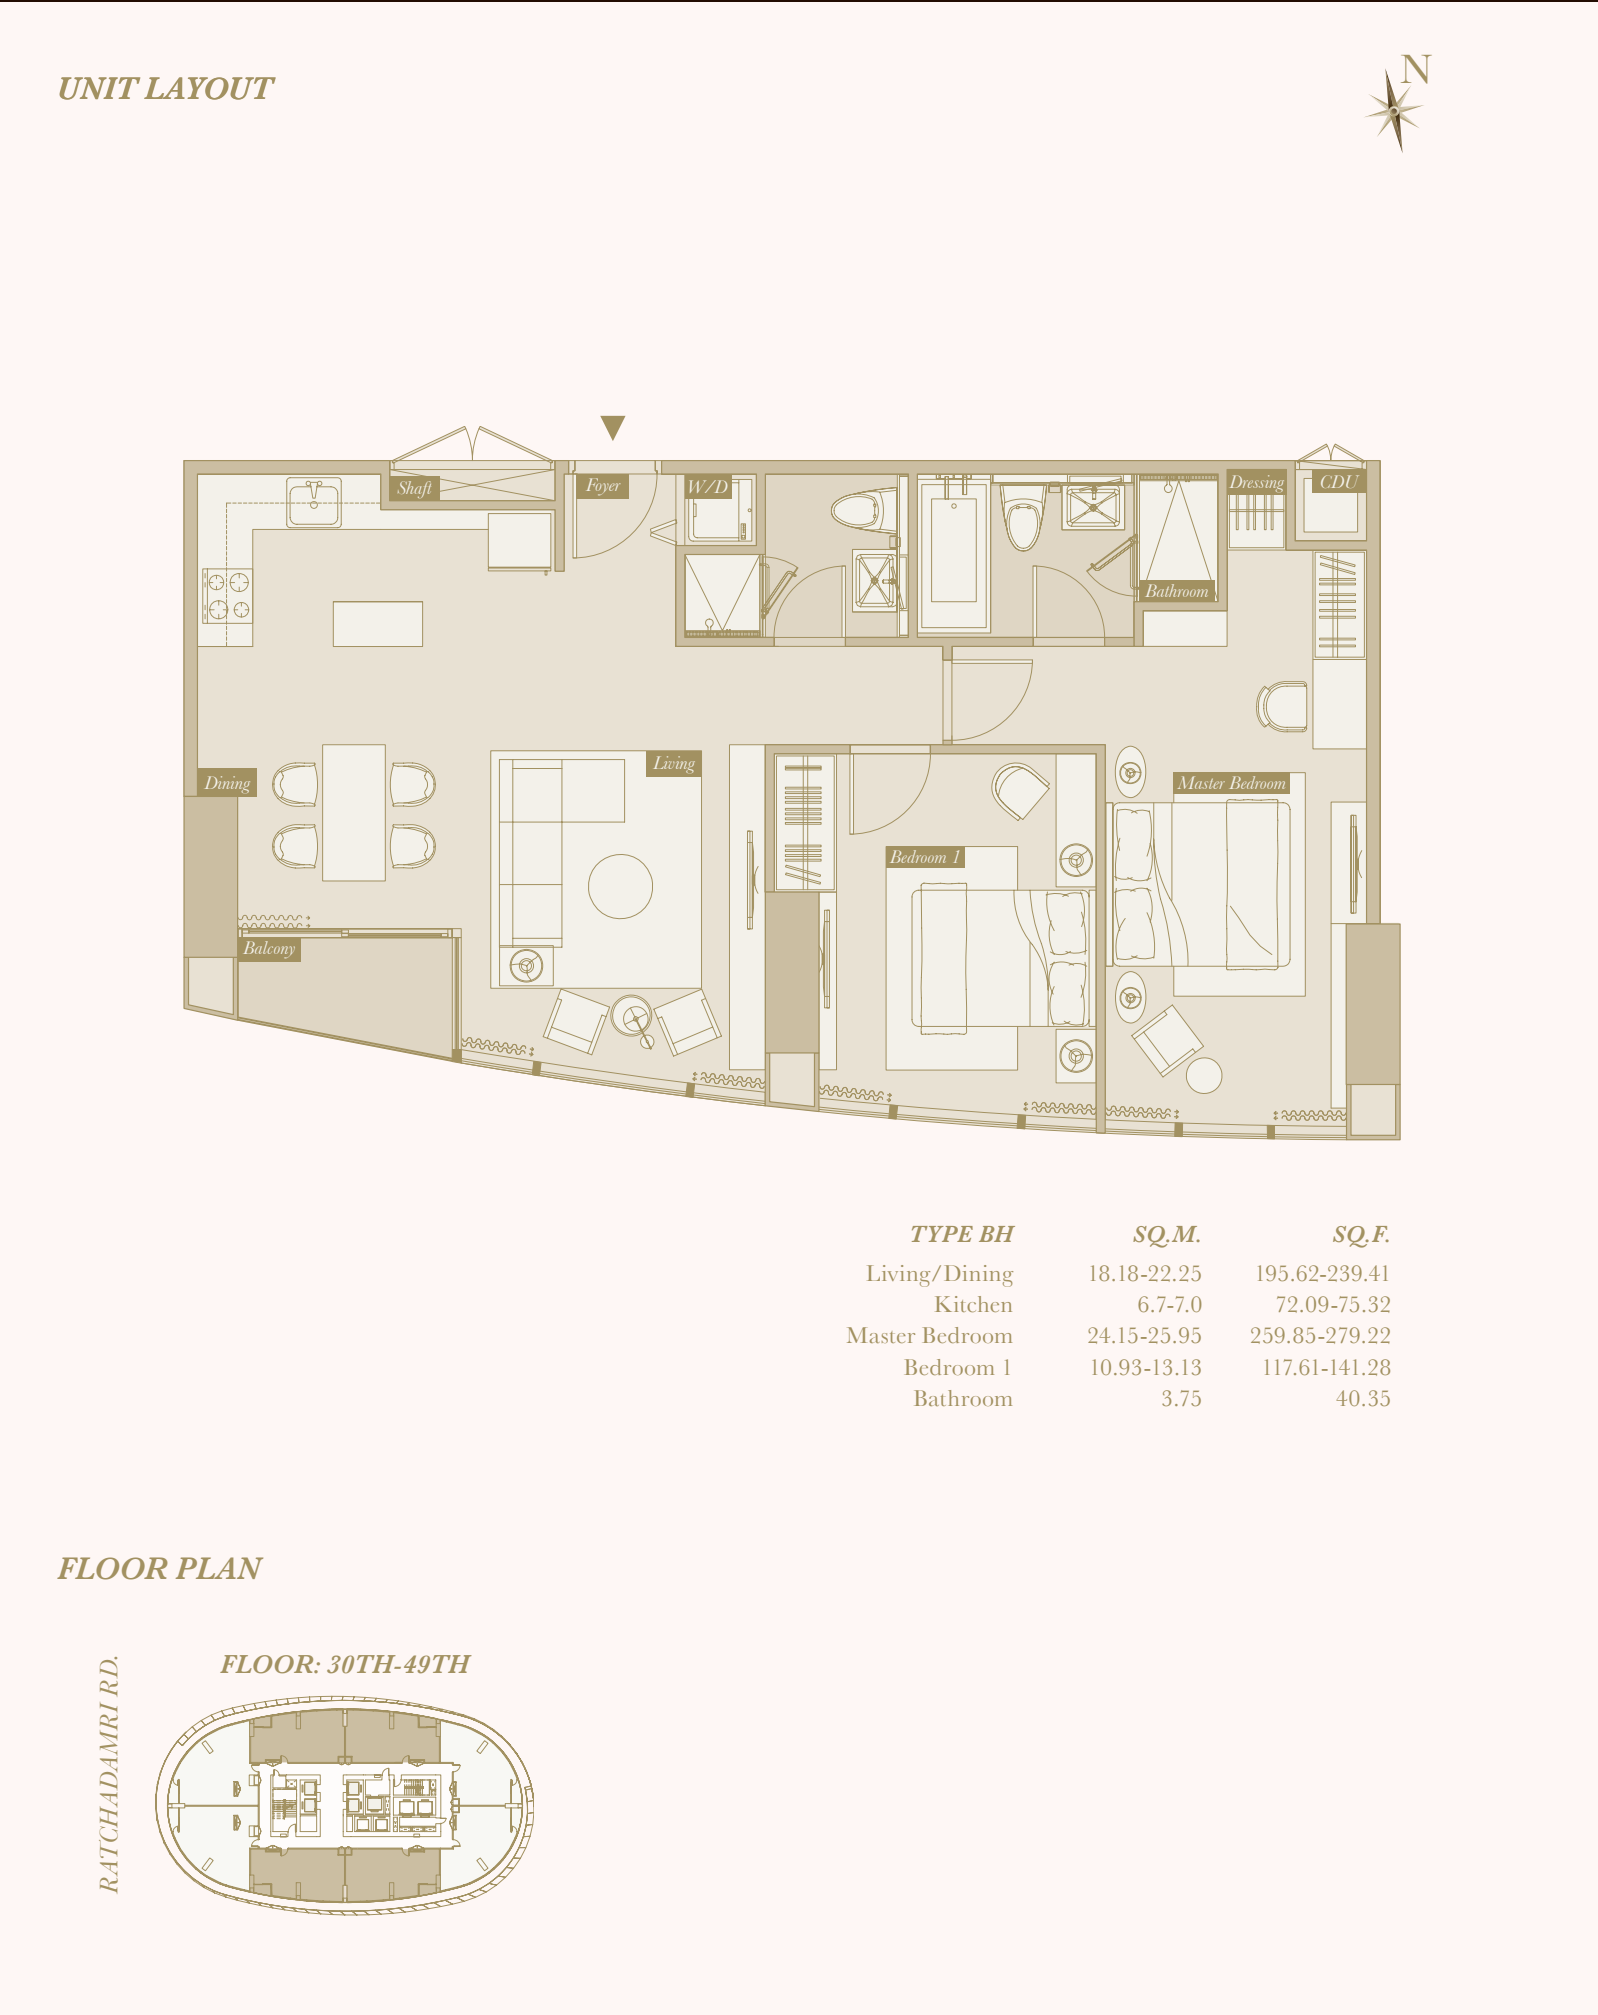 UNIT LAYOUT
N
Shaft
Foyer
W/D
Dressing
CDU
Bathroom
Dining
Living
Master Bedroom
Bedroom 1
Balcony
TYPE BH SQ.M. SQ.F.
Living/Dining 18.18-22.25 195.62-239.41
Kitchen 6.7-7.0 72.09-75.32
Master Bedroom 24.15-25.95 259.85-279.22
Bedroom 1 10.93-13.13 117.61-141.28
Bathroom 3.75 40.35
FLOOR PLAN
FLOOR: 30TH-49TH
RATCHADAMRI RD.